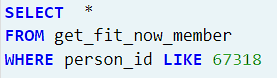 SELECT  *
FROM get_fit_now_member
WHERE person_id LIKE 67318